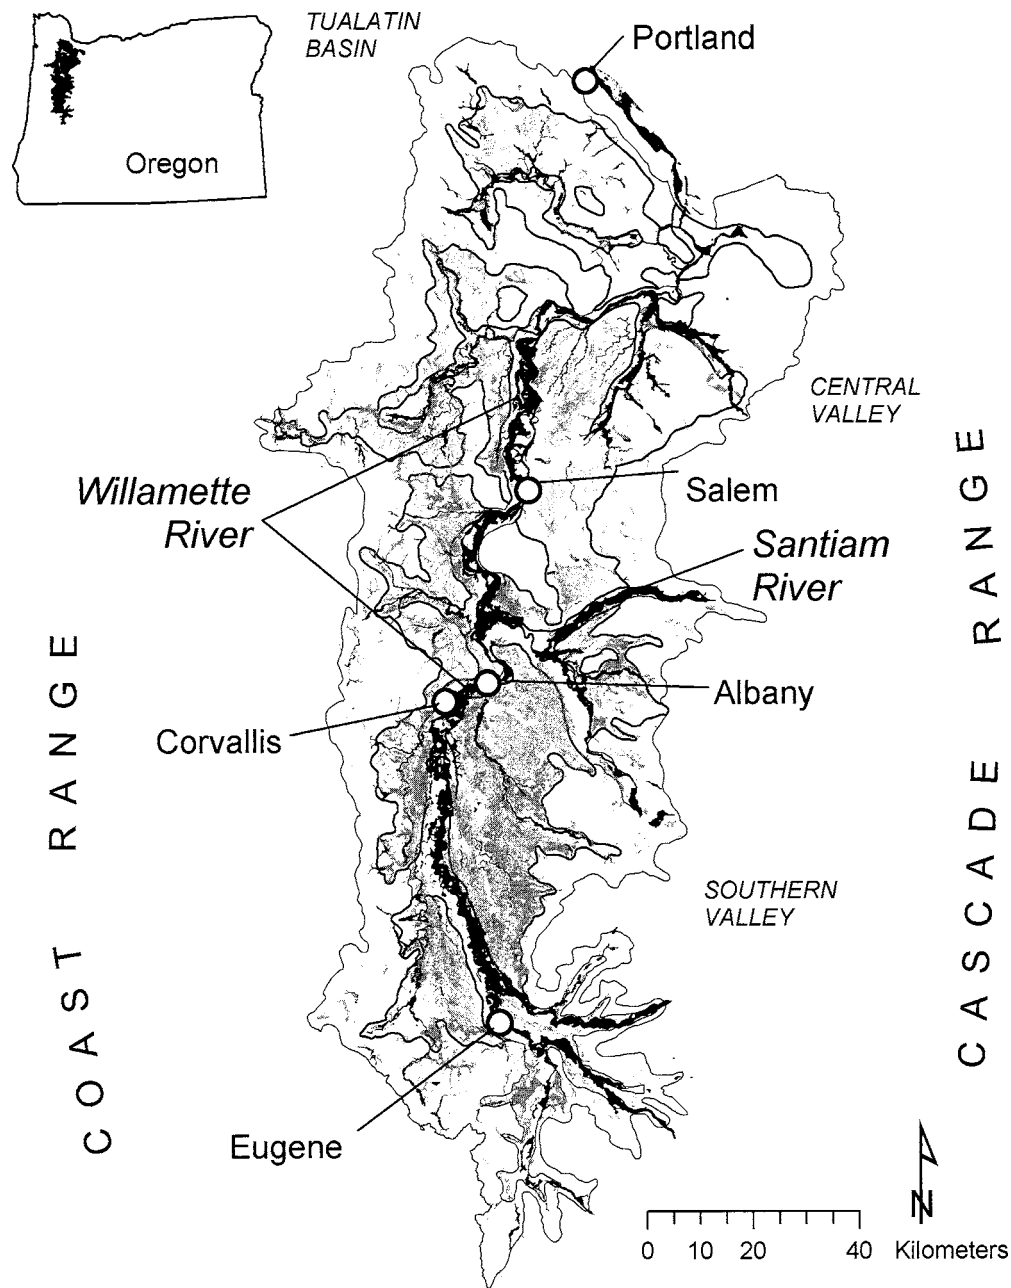 TUALATIN
BASIN
Portland
Oregon
CENTRAL
VALLEY
Willamette
River
Salem
Santiam
River
Albany
Corvallis
SOUTHERN
VALLEY
Eugene
COAST RANGE
CASCADE RANGE
N
0 10 20 40 Kilometers